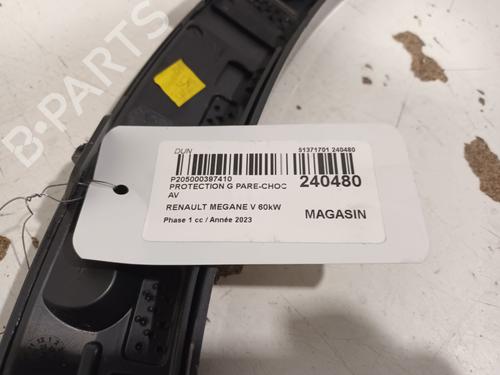 B-PARTS
DUN
51371701 240480
P205000397410
PROTECTION G PARE-CHOC
AV
240480
RENAULT MEGANE V 60kW
MAGASIN
Phase 1 cc / Année 2023